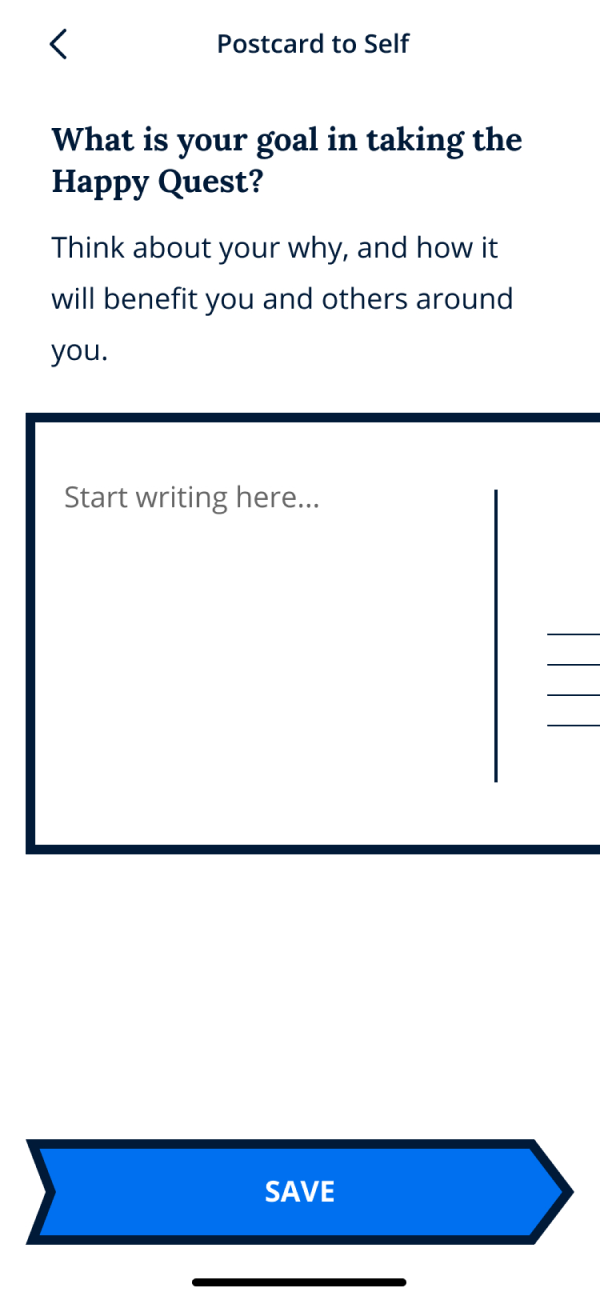 Postcard to Self
What is your goal in taking the
Happy Quest?
Think about your why, and how it
will benefit you and others around
you.
Start writing here...
SAVE